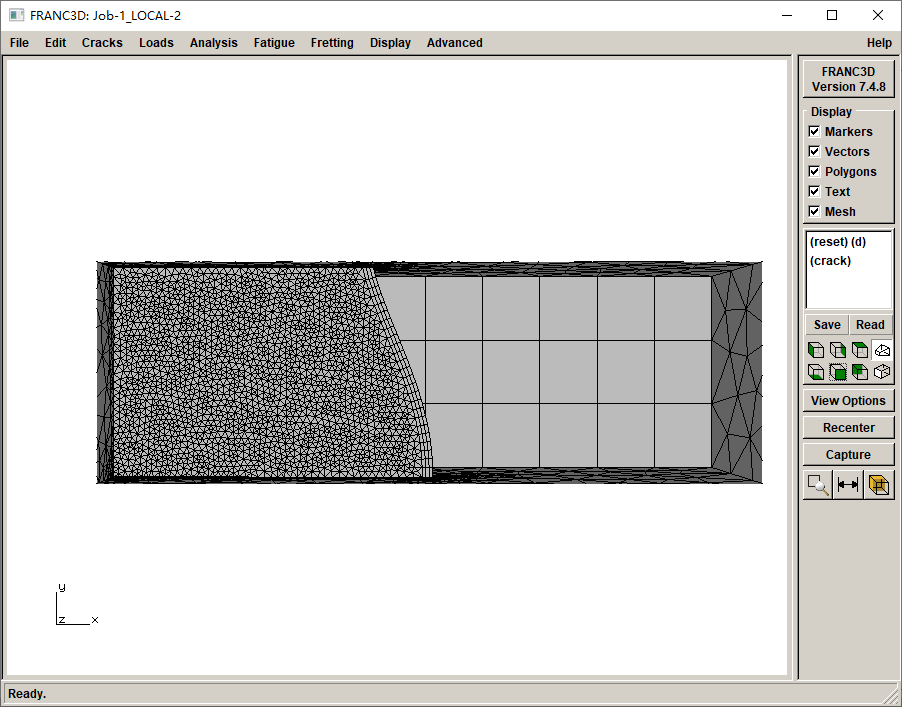 FRANC3D: Job-1_LOCAL-2
File Edit Cracks Loads Analysis Fatigue Fretting Display Advanced Help
FRANC3D
Version 7.4.8
Display
Markers
Vectors
Polygons
Text
Mesh
(reset) (d)
(crack)
Save Read
View Options
Recenter
Capture
y
z x
Ready.